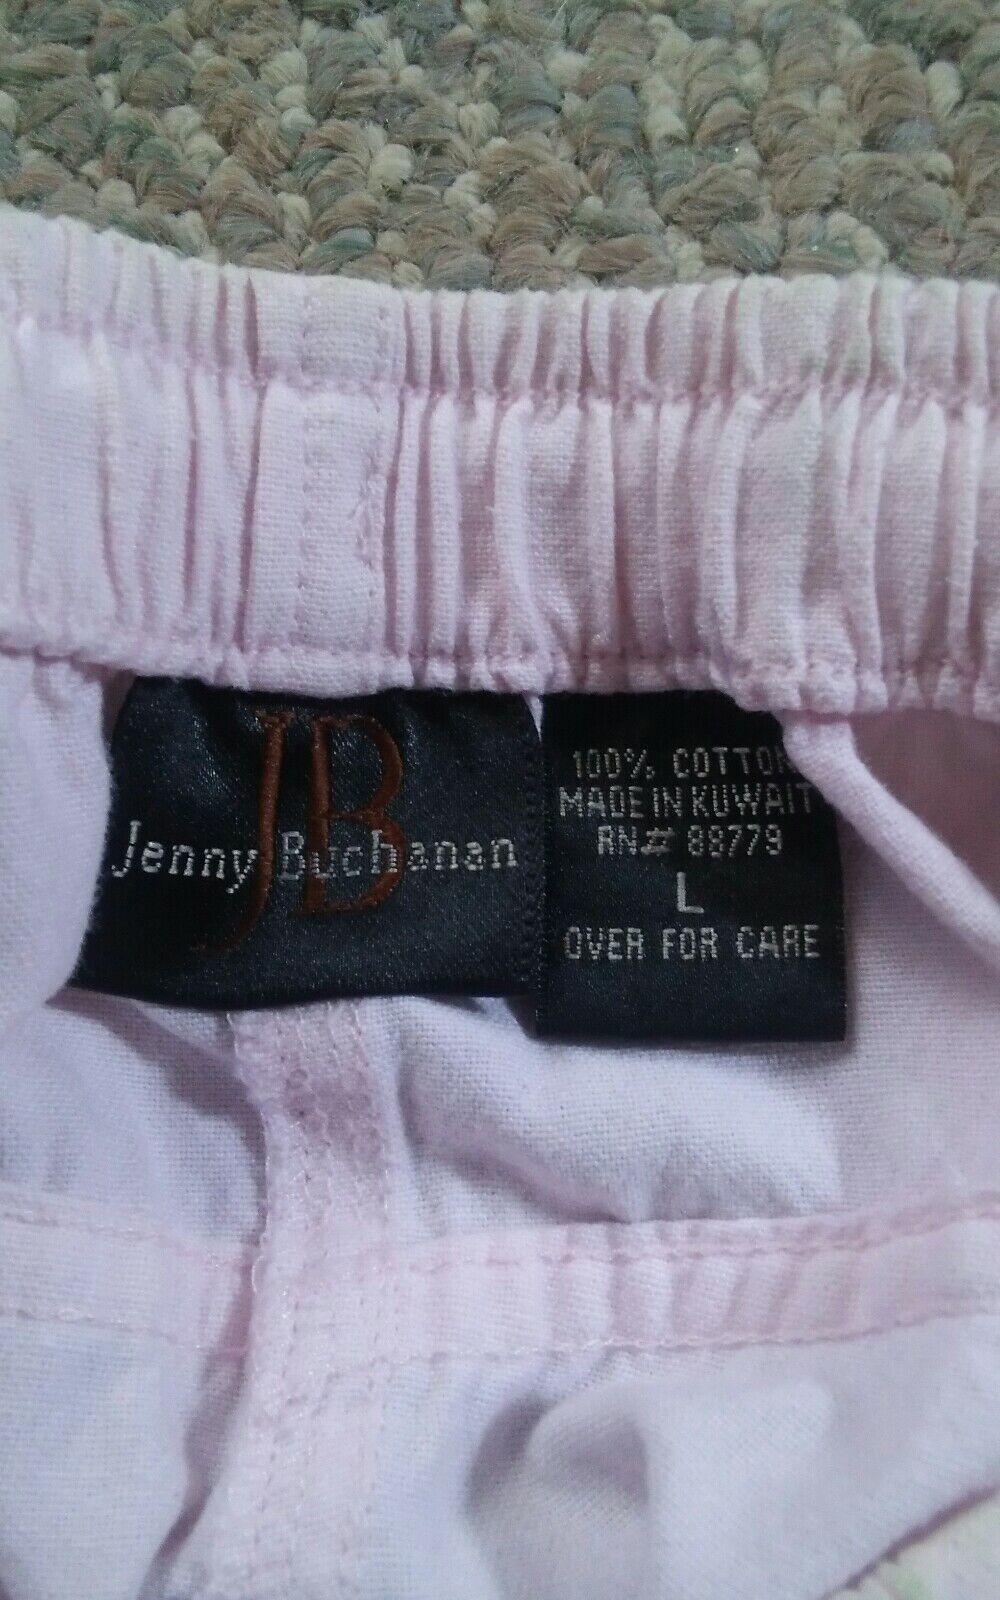 JB
Jenny Buchanan
100% COTTON
MADE IN KUWAIT
RN# 88779
L
OVER FOR CARE